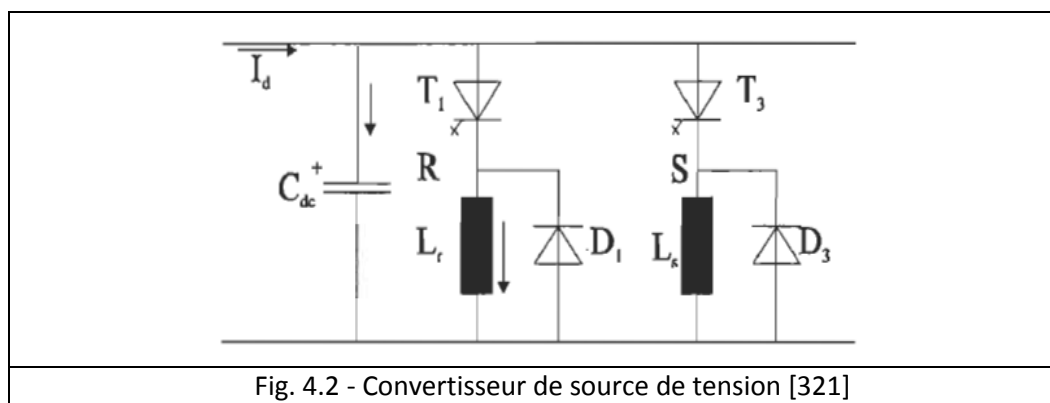 I_d
T_1
T_3
R
S
+
C_dc
L_r
D_1
L_s
D_3
Fig. 4.2 - Convertisseur de source de tension [321]